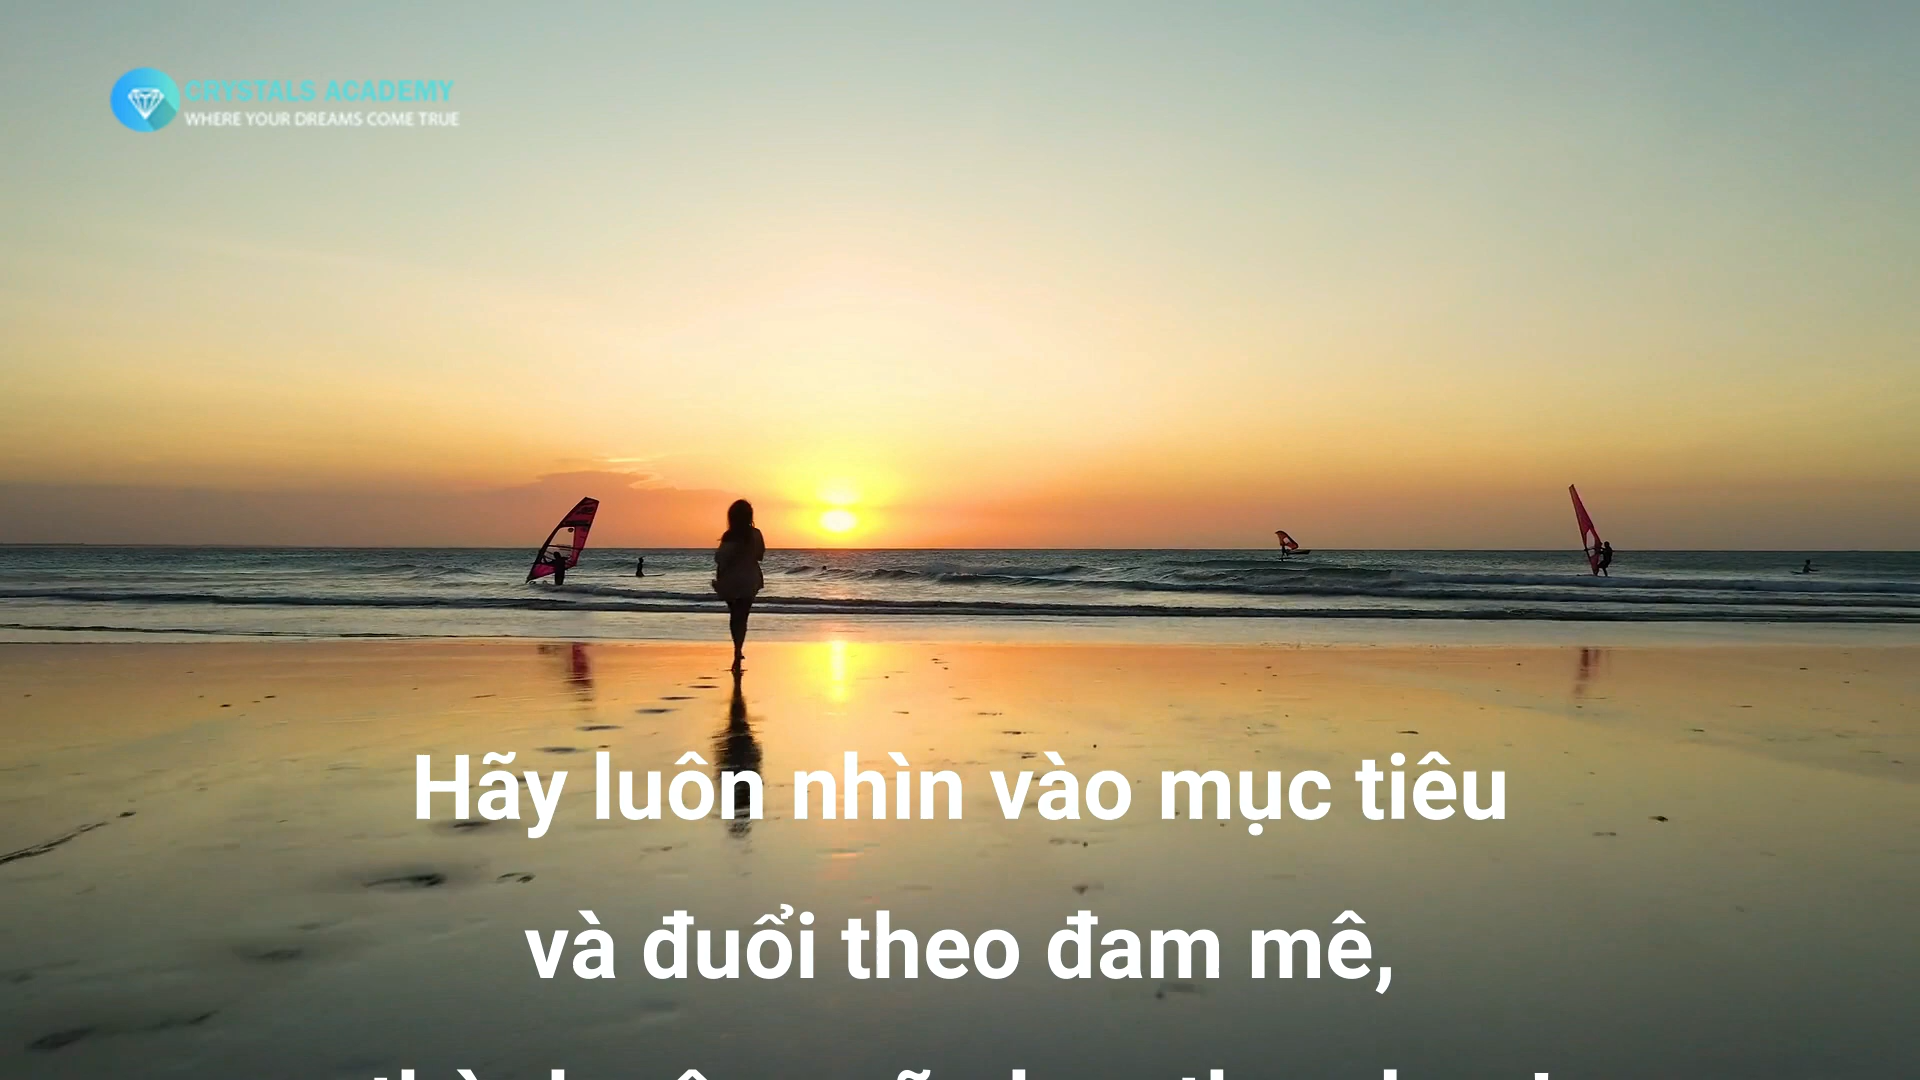 CRYSTALS ACADEMY
WHERE YOUR DREAMS COME TRUE
Hãy luôn nhìn vào mục tiêu
và đuổi theo đam mê,